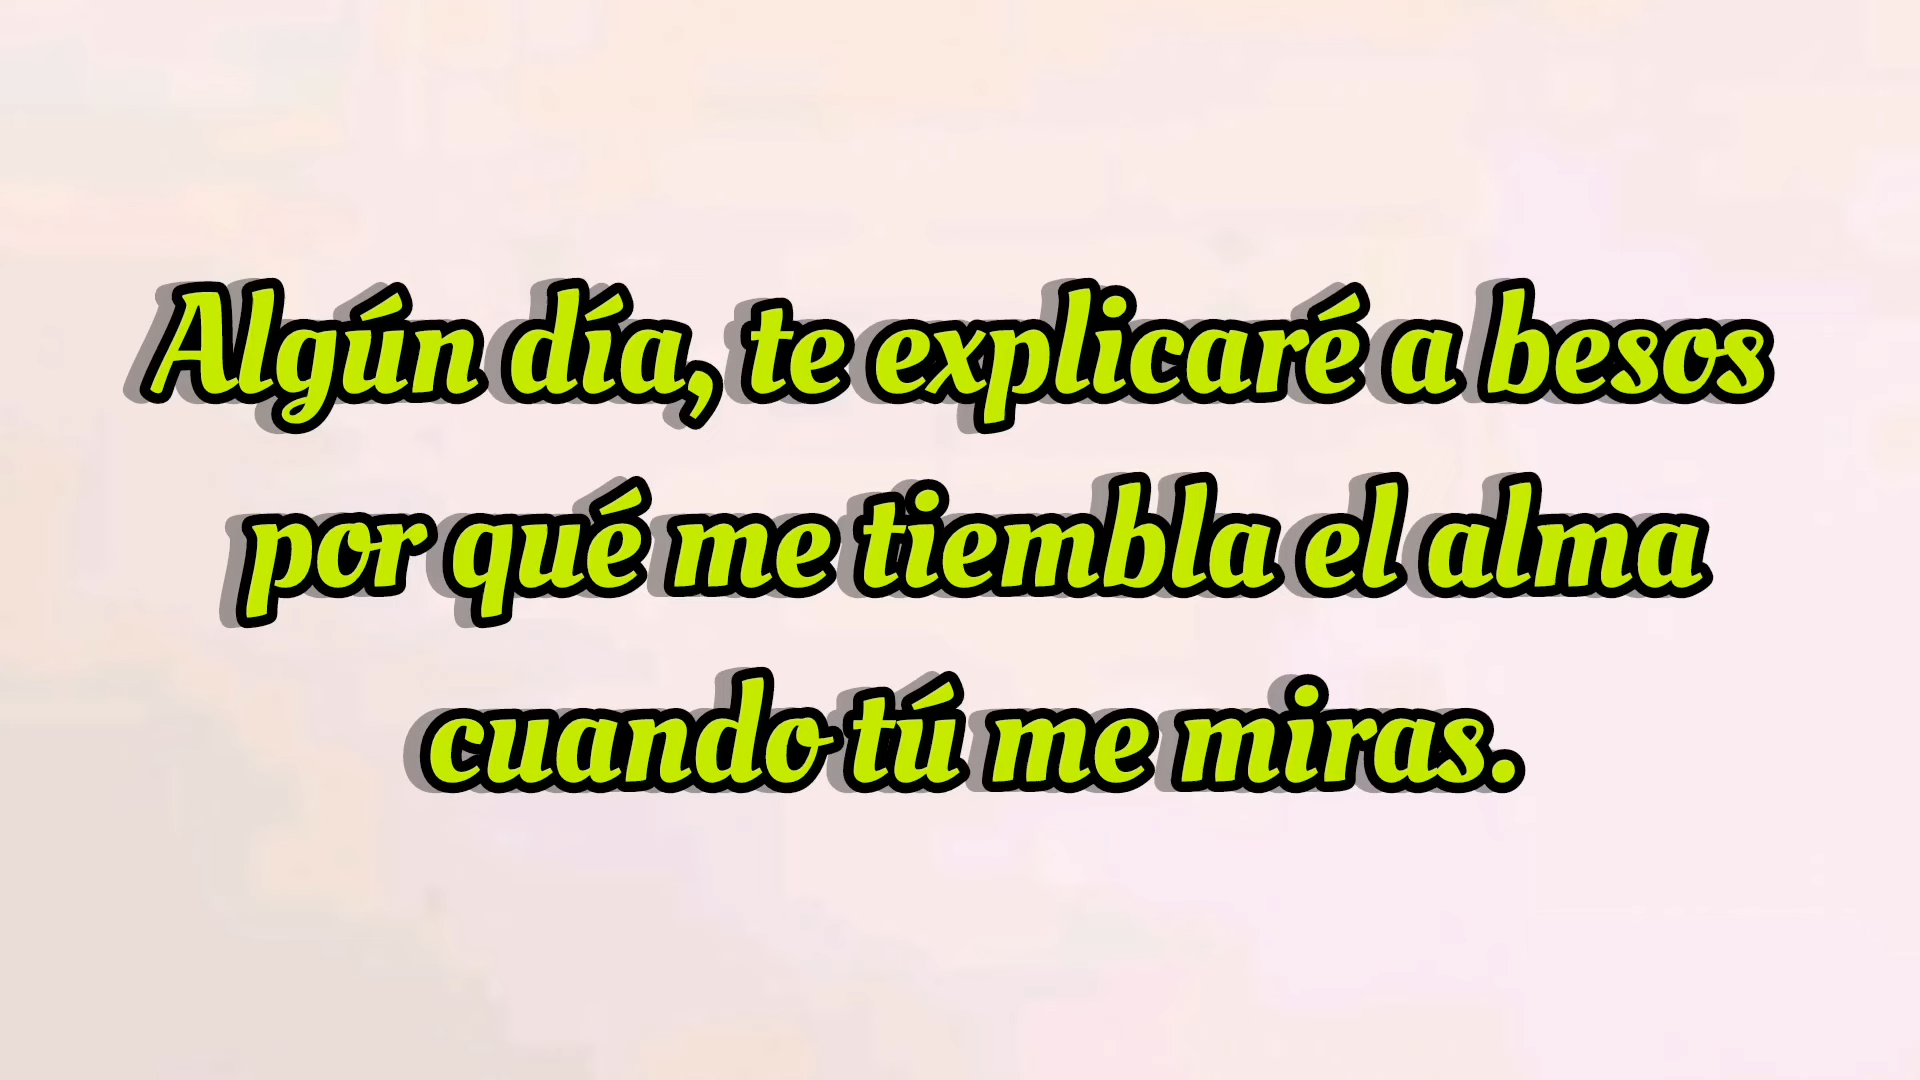 Algún día, te explicaré a besos
por qué me tiembla el alma
cuando tú me miras.